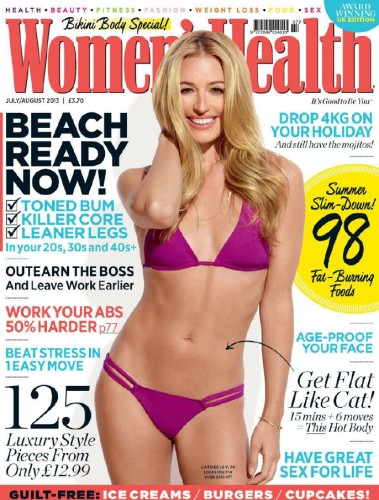 HEALTH • BEAUTY • FITNESS • FASHION • WEIGHT LOSS • FOOD • SEX
AWARD
WINNING
UK EDITION
Bikini Body Special!
Women'sHealth
JULY/AUGUST 2013 | £3.70
It's Good to Be You
BEACH
READY
NOW!
TONED BUM
KILLER CORE
LEANER LEGS
In your 20s, 30s and 40s+
OUTEARN THE BOSS
And Leave Work Earlier
WORK YOUR ABS
50% HARDER p77
BEAT STRESS IN
1 EASY MOVE
125
Luxury Style
Pieces From
Only £12.99
DROP 4KG ON
YOUR HOLIDAY
And still have the mojitos!
Summer
Slim-Down!
98
Fat-Burning
Foods
AGE-PROOF
YOUR FACE
Get Flat
Like Cat!
15 mins + 6 moves
= This Hot Body
HAVE GREAT
SEX FOR LIFE
GUILT-FREE: ICE CREAMS / BURGERS / CUPCAKES!